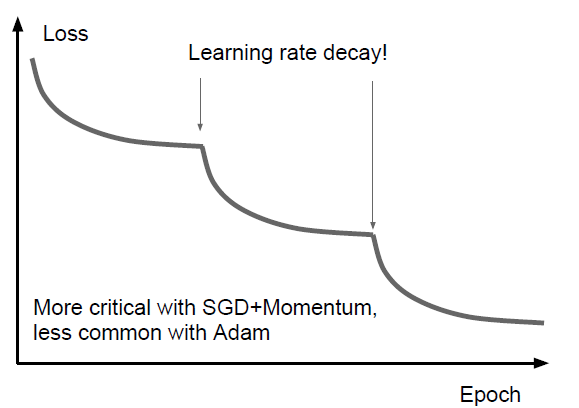 Loss
Learning rate decay!
More critical with SGD+Momentum,
less common with Adam
Epoch